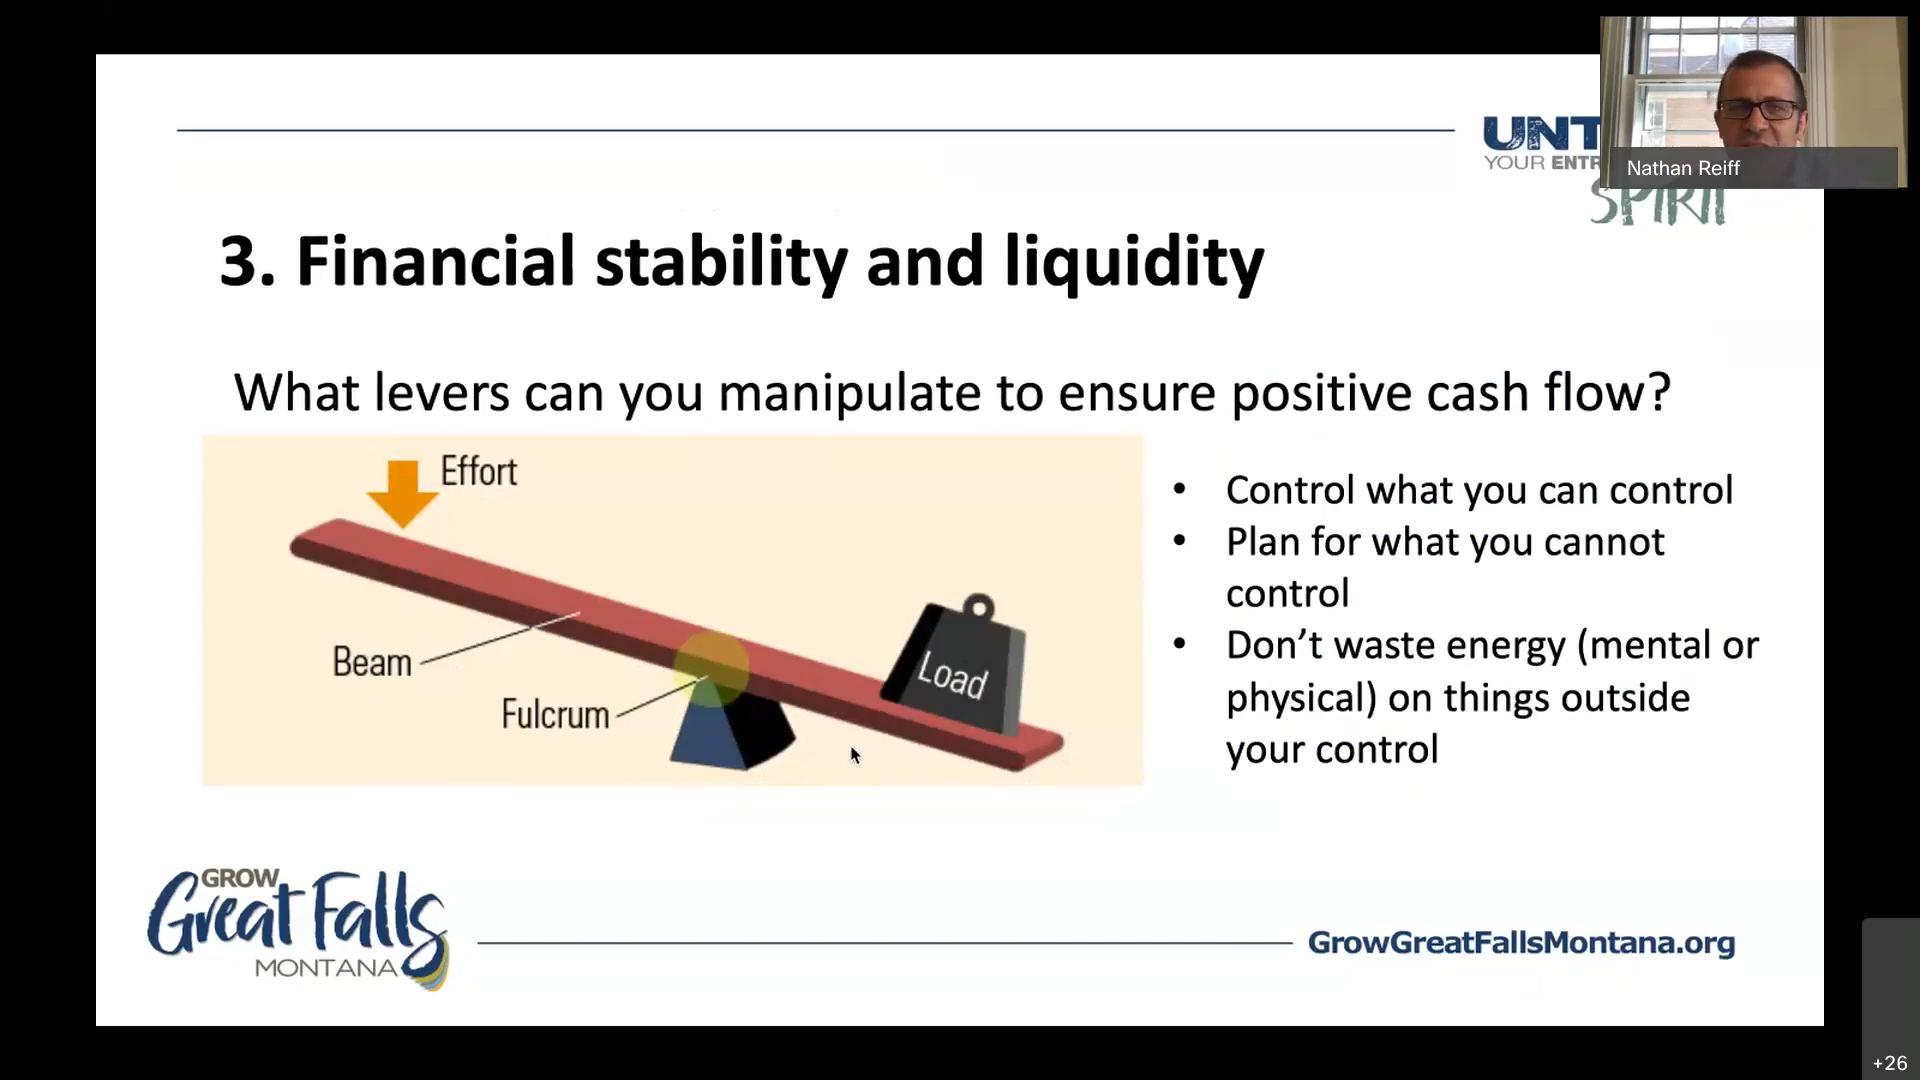 UNT
YOUR ENTR
SPIRIT
Nathan Reiff
3. Financial stability and liquidity
What levers can you manipulate to ensure positive cash flow?
Effort
Beam
Fulcrum
Load
• Control what you can control
• Plan for what you cannot
control
• Don’t waste energy (mental or
physical) on things outside
your control
GROW
Great Falls
MONTANA
GrowGreatFallsMontana.org
+26